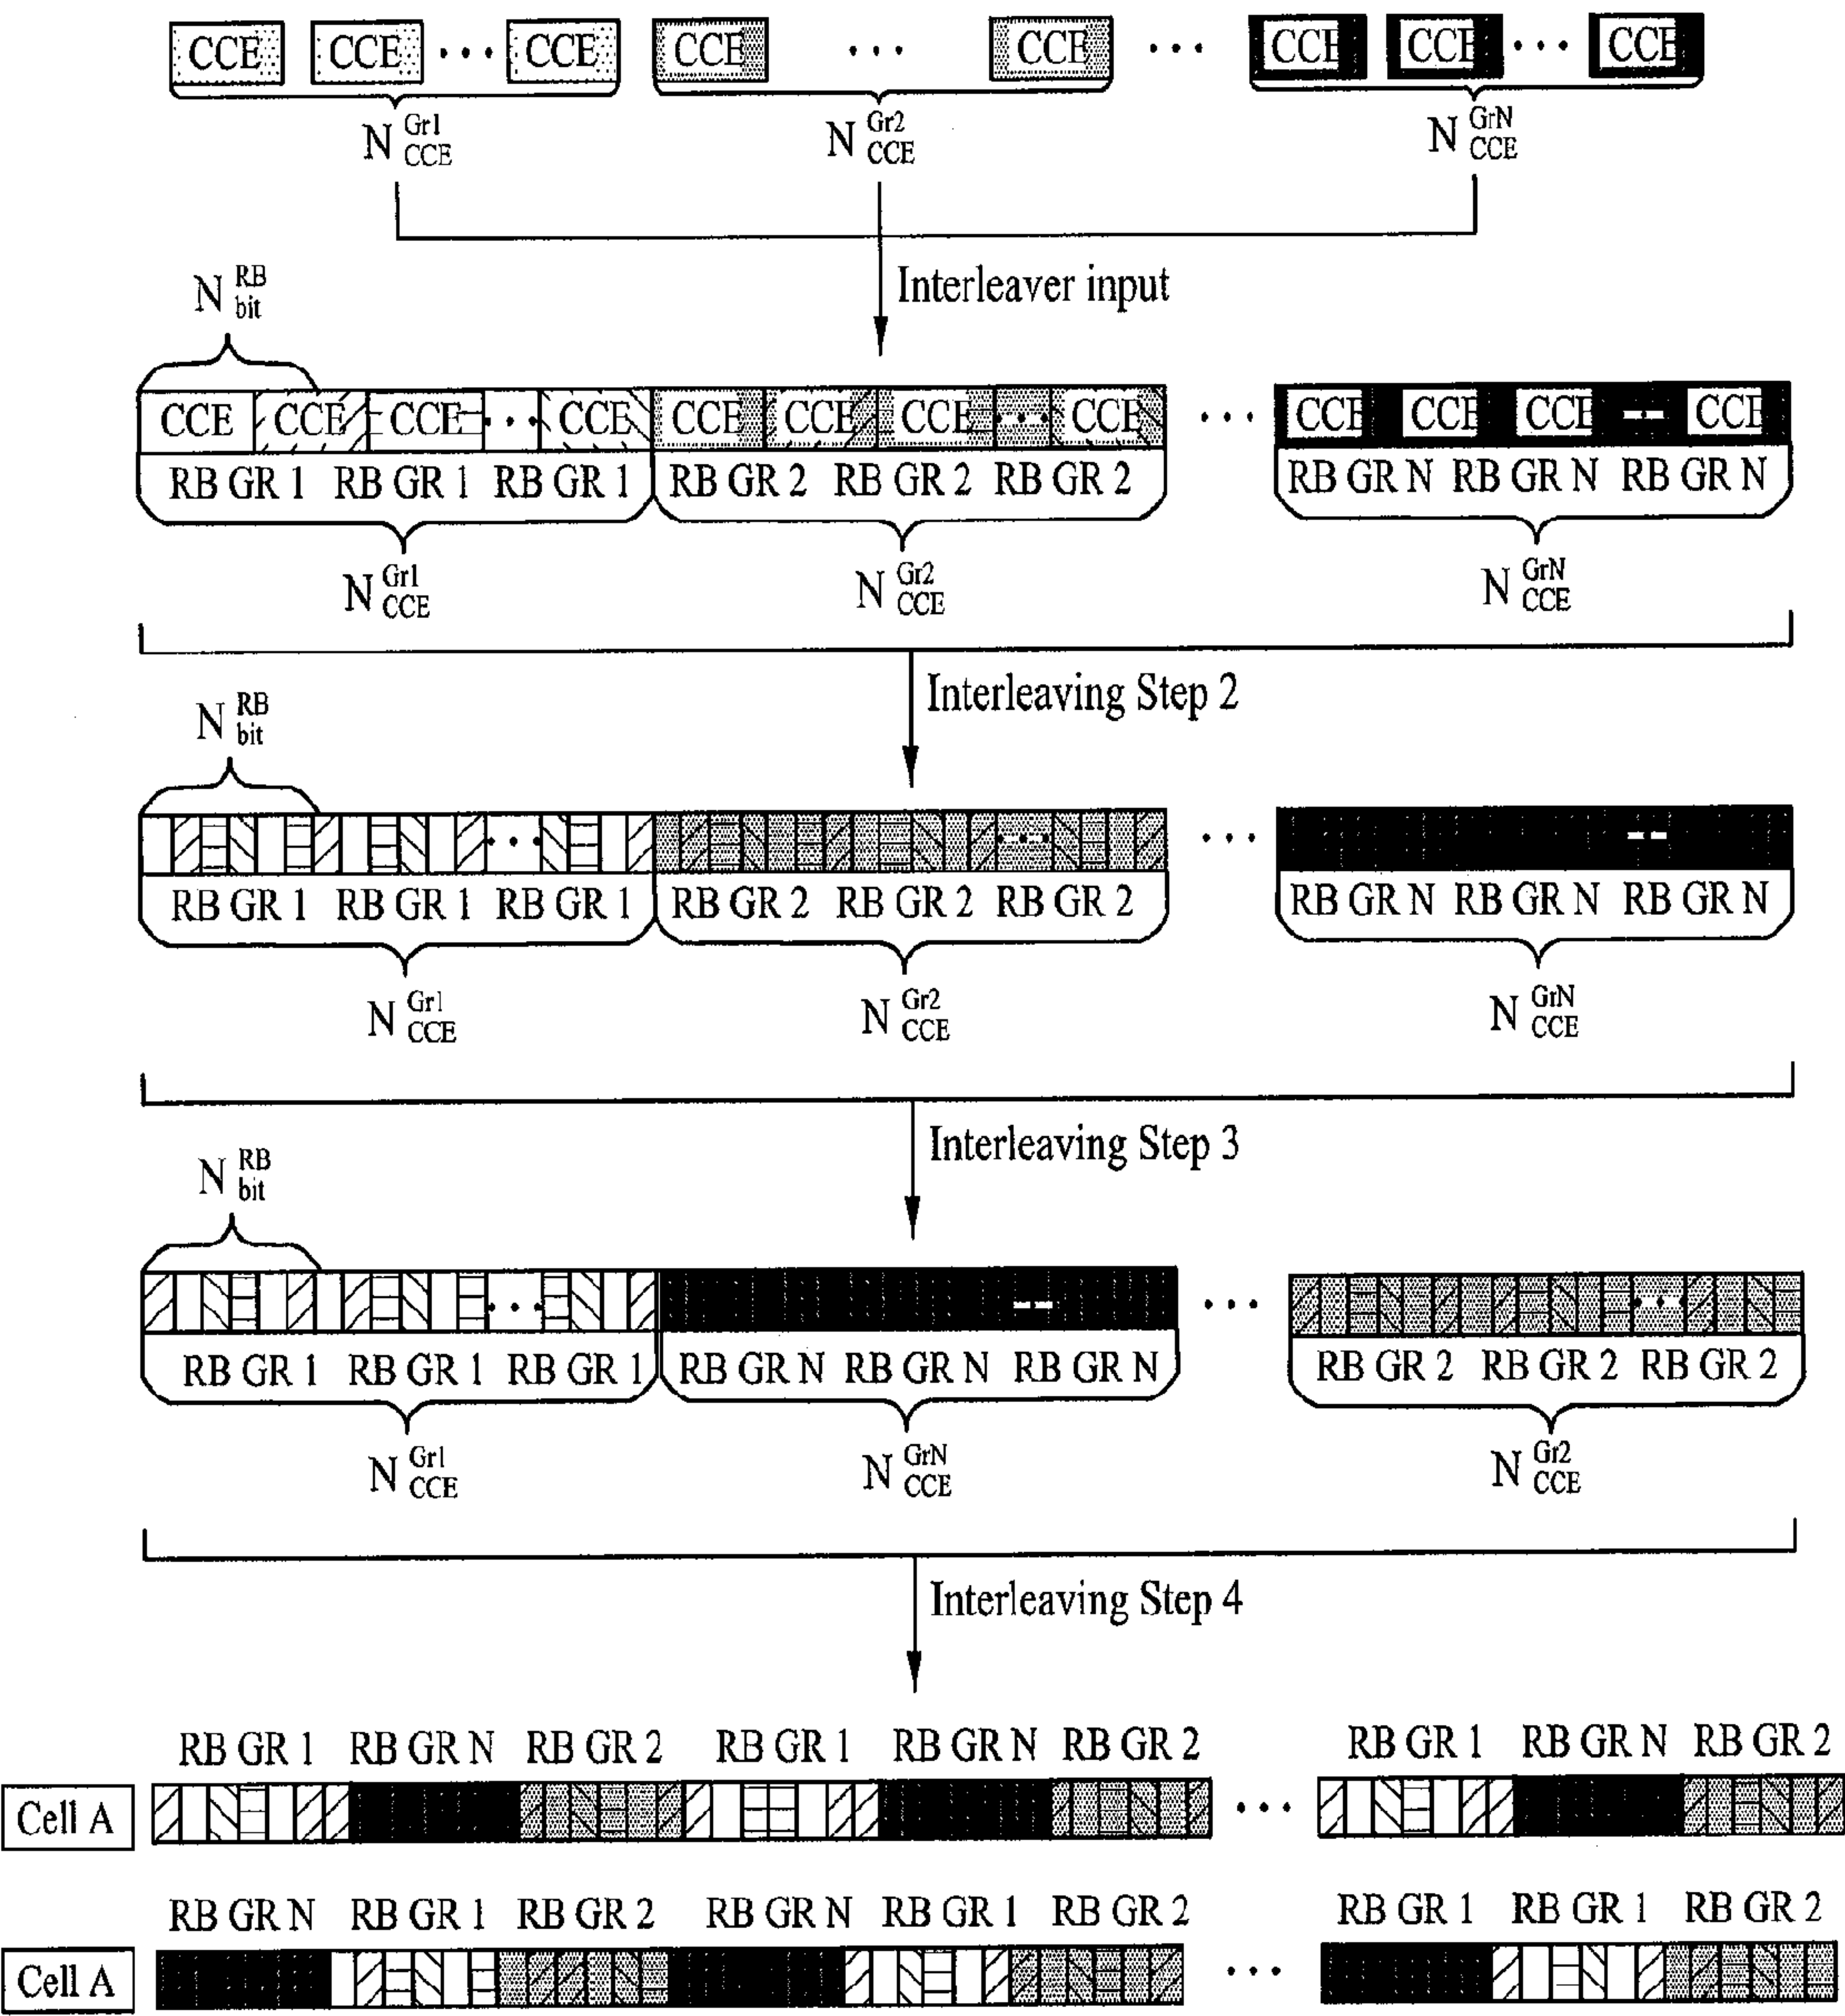 CCE CCE ... CCE CCE ... CCE ... CCE CCE ... CCE
N Gr1 CCE N Gr2 CCE N GrN CCE
Interleaver input
N RB bit
CCE CCE CCE ... CCE CCE CCE CCE ... CCE ... CCE CCE CCE CCE
RB GR 1 RB GR 1 RB GR 1 RB GR 2 RB GR 2 RB GR 2 RB GR N RB GR N RB GR N
N Gr1 CCE N Gr2 CCE N GrN CCE
Interleaving Step 2
N RB bit
RB GR 1 RB GR 1 RB GR 1 RB GR 2 RB GR 2 RB GR 2 RB GR N RB GR N RB GR N
N Gr1 CCE N Gr2 CCE N GrN CCE
Interleaving Step 3
N RB bit
RB GR 1 RB GR 1 RB GR 1 RB GR N RB GR N RB GR N RB GR 2 RB GR 2 RB GR 2
N Gr1 CCE N GrN CCE N Gr2 CCE
Interleaving Step 4
RB GR 1 RB GR N RB GR 2 RB GR 1 RB GR N RB GR 2 RB GR 1 RB GR N RB GR 2
Cell A
RB GR N RB GR 1 RB GR 2 RB GR N RB GR 1 RB GR 2 RB GR 1 RB GR 1 RB GR 2
Cell A